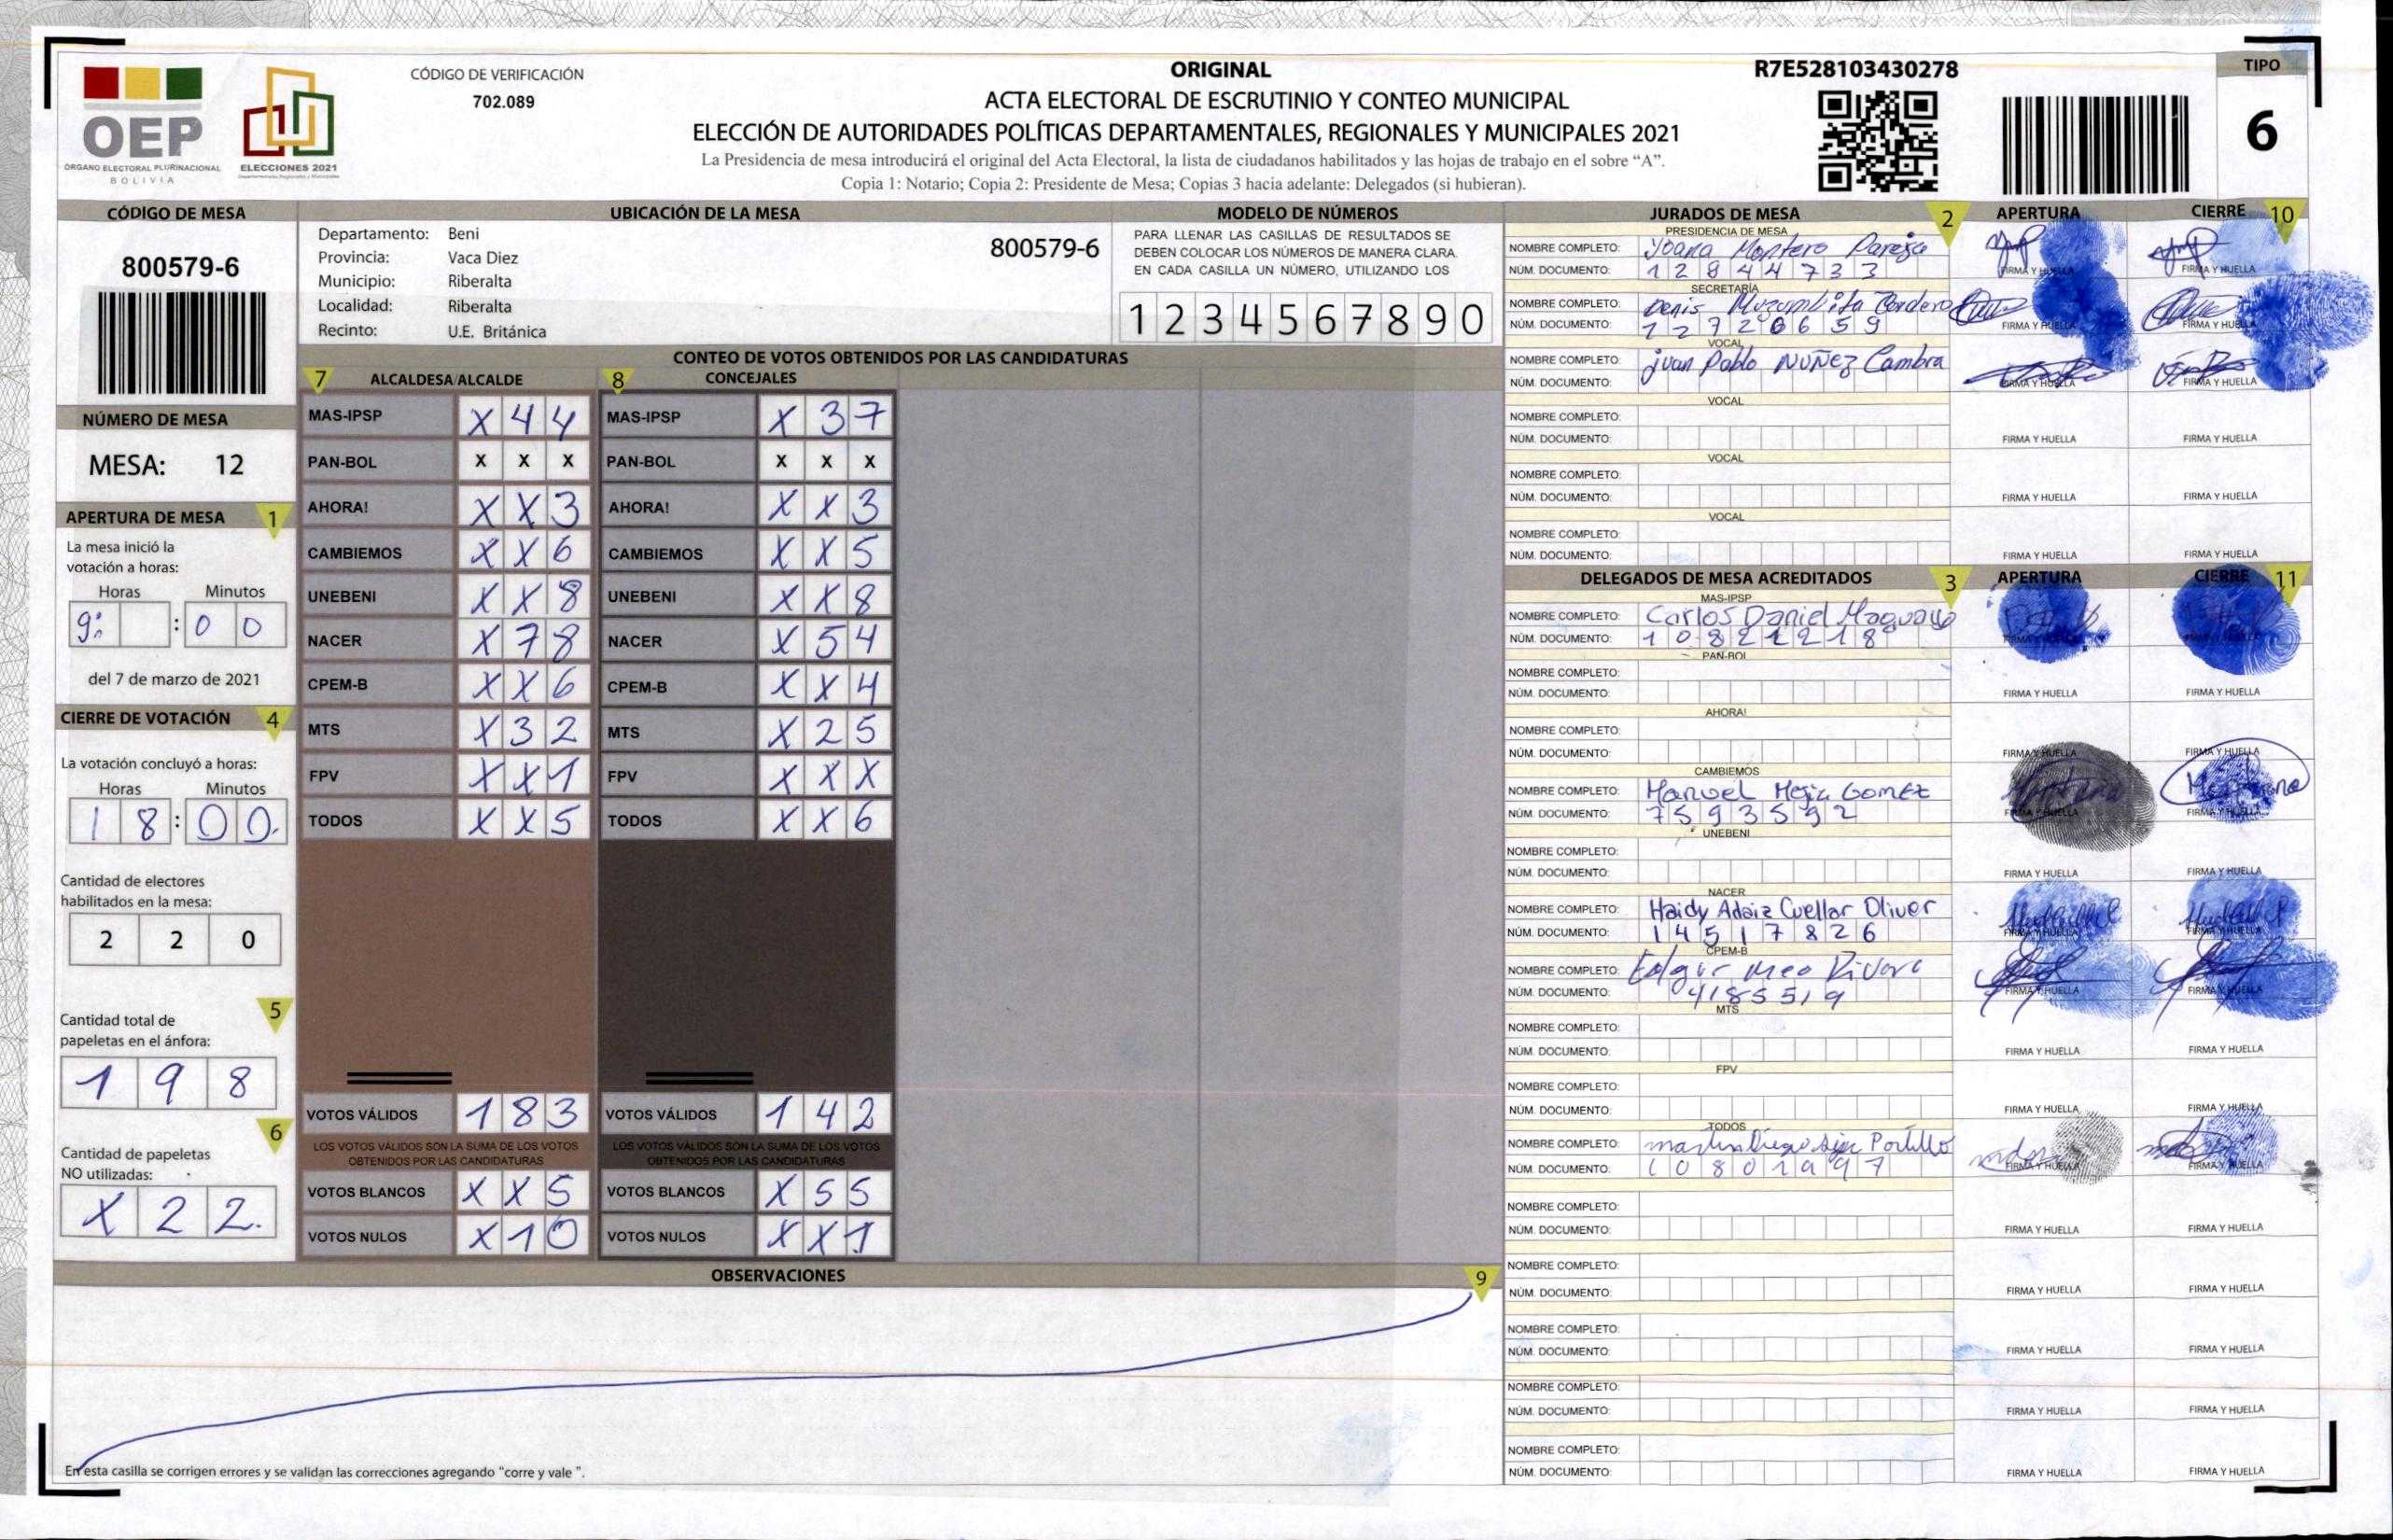 OEP
ÓRGANO ELECTORAL PLURINACIONAL
BOLIVIA
ELECCIONES 2021
CÓDIGO DE VERIFICACIÓN
702.089
ORIGINAL
ACTA ELECTORAL DE ESCRUTINIO Y CONTEO MUNICIPAL
ELECCIÓN DE AUTORIDADES POLÍTICAS DEPARTAMENTALES, REGIONALES Y MUNICIPALES 2021
La Presidencia de mesa introducirá el original del Acta Electoral, la lista de ciudadanos habilitados y las hojas de trabajo en el sobre “A”.
Copia 1: Notario; Copia 2: Presidente de Mesa; Copias 3 hacia adelante: Delegados (si hubieran).
R7E528103430278
TIPO
6
CÓDIGO DE MESA
800579-6
NÚMERO DE MESA
MESA: 12
APERTURA DE MESA 1
La mesa inició la
votación a horas:
Horas Minutos
9: : 0 0
del 7 de marzo de 2021
CIERRE DE VOTACIÓN 4
La votación concluyó a horas:
Horas Minutos
1 8 : 0 0.
Cantidad de electores
habilitados en la mesa:
2 2 0
5
Cantidad total de
papeletas en el ánfora:
1 9 8
6
Cantidad de papeletas
NO utilizadas:
X 2 2.
UBICACIÓN DE LA MESA
Departamento: Beni
Provincia: Vaca Diez
Municipio: Riberalta
Localidad: Riberalta
Recinto: U.E. Británica
800579-6
MODELO DE NÚMEROS
PARA LLENAR LAS CASILLAS DE RESULTADOS SE
DEBEN COLOCAR LOS NÚMEROS DE MANERA CLARA.
EN CADA CASILLA UN NÚMERO, UTILIZANDO LOS
1 2 3 4 5 6 7 8 9 0
CONTEO DE VOTOS OBTENIDOS POR LAS CANDIDATURAS
7 ALCALDESA/ALCALDE 8 CONCEJALES
MAS-IPSP X 4 4 MAS-IPSP X 3 7
PAN-BOL X X X PAN-BOL X X X
AHORA! X X 3 AHORA! X X 3
CAMBIEMOS X X 6 CAMBIEMOS X X 5
UNEBENI X X 8 UNEBENI X X 8
NACER X 7 8 NACER X 5 4
CPEM-B X X 6 CPEM-B X X 4
MTS X 3 2 MTS X 2 5
FPV X X 1 FPV X X X
TODOS X X 5 TODOS X X 6
VOTOS VÁLIDOS 1 8 3 VOTOS VÁLIDOS 1 4 2
LOS VOTOS VÁLIDOS SON LA SUMA DE LOS VOTOS LOS VOTOS VÁLIDOS SON LA SUMA DE LOS VOTOS
OBTENIDOS POR LAS CANDIDATURAS OBTENIDOS POR LAS CANDIDATURAS
VOTOS BLANCOS X X 5 VOTOS BLANCOS X 5 5
VOTOS NULOS X 1 0 VOTOS NULOS X X 1
OBSERVACIONES 9
En esta casilla se corrigen errores y se validan las correcciones agregando “corre y vale ”.
JURADOS DE MESA 2 APERTURA CIERRE 10
PRESIDENCIA DE MESA
NOMBRE COMPLETO: Yoana Montero Pareja
NÚM. DOCUMENTO: 1 2 8 4 4 7 3 3 FIRMA Y HUELLA FIRMA Y HUELLA
SECRETARÍA
NOMBRE COMPLETO: Denis Cordero
NÚM. DOCUMENTO: 1 2 7 2 0 6 5 9 FIRMA Y HUELLA FIRMA Y HUELLA
VOCAL
NOMBRE COMPLETO: juan Pablo NUÑEZ Cambra
NÚM. DOCUMENTO: FIRMA Y HUELLA FIRMA Y HUELLA
VOCAL
NOMBRE COMPLETO:
NÚM. DOCUMENTO: FIRMA Y HUELLA FIRMA Y HUELLA
VOCAL
NOMBRE COMPLETO:
NÚM. DOCUMENTO: FIRMA Y HUELLA FIRMA Y HUELLA
VOCAL
NOMBRE COMPLETO:
NÚM. DOCUMENTO: FIRMA Y HUELLA FIRMA Y HUELLA
DELEGADOS DE MESA ACREDITADOS 3 APERTURA CIERRE 11
MAS-IPSP
NOMBRE COMPLETO: Carlos Daniel
NÚM. DOCUMENTO: 1 0 8 2 1 2 1 8
PAN-BOL
NOMBRE COMPLETO:
NÚM. DOCUMENTO: FIRMA Y HUELLA FIRMA Y HUELLA
AHORA!
NOMBRE COMPLETO:
NÚM. DOCUMENTO: FIRMA Y HUELLA FIRMA Y HUELLA
CAMBIEMOS
NOMBRE COMPLETO: Manuel Mejia Gomez
NÚM. DOCUMENTO: 7 5 9 3 5 9 2 FIRMA Y HUELLA FIRMA Y HUELLA
UNEBENI
NOMBRE COMPLETO:
NÚM. DOCUMENTO: FIRMA Y HUELLA FIRMA Y HUELLA
NACER
NOMBRE COMPLETO: Haidy Adaiz Cuellar Oliver
NÚM. DOCUMENTO: 1 4 5 1 7 8 2 6 FIRMA Y HUELLA FIRMA Y HUELLA
CPEM-B
NOMBRE COMPLETO: Edgar Meo Rivero
NÚM. DOCUMENTO: 4 1 8 5 5 1 9 FIRMA Y HUELLA FIRMA Y HUELLA
MTS
NOMBRE COMPLETO:
NÚM. DOCUMENTO: FIRMA Y HUELLA FIRMA Y HUELLA
FPV
NOMBRE COMPLETO:
NÚM. DOCUMENTO: FIRMA Y HUELLA FIRMA Y HUELLA
TODOS
NOMBRE COMPLETO: Martin Diego Portillo
NÚM. DOCUMENTO: 1 0 8 0 1 9 9 7 FIRMA Y HUELLA FIRMA Y HUELLA
NOMBRE COMPLETO:
NÚM. DOCUMENTO: FIRMA Y HUELLA FIRMA Y HUELLA
NOMBRE COMPLETO:
NÚM. DOCUMENTO: FIRMA Y HUELLA FIRMA Y HUELLA
NOMBRE COMPLETO:
NÚM. DOCUMENTO: FIRMA Y HUELLA FIRMA Y HUELLA
NOMBRE COMPLETO:
NÚM. DOCUMENTO: FIRMA Y HUELLA FIRMA Y HUELLA
NOMBRE COMPLETO:
NÚM. DOCUMENTO: FIRMA Y HUELLA FIRMA Y HUELLA